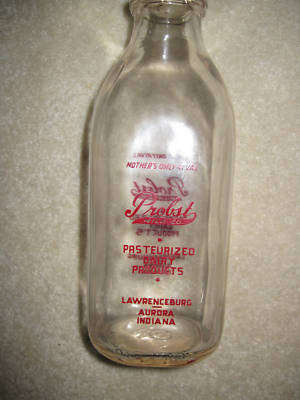 MOTHER'S ONLY RIVAL
Probst
PASTEURIZED
DAIRY
PRODUCTS
LAWRENCEBURG
AURORA
INDIANA